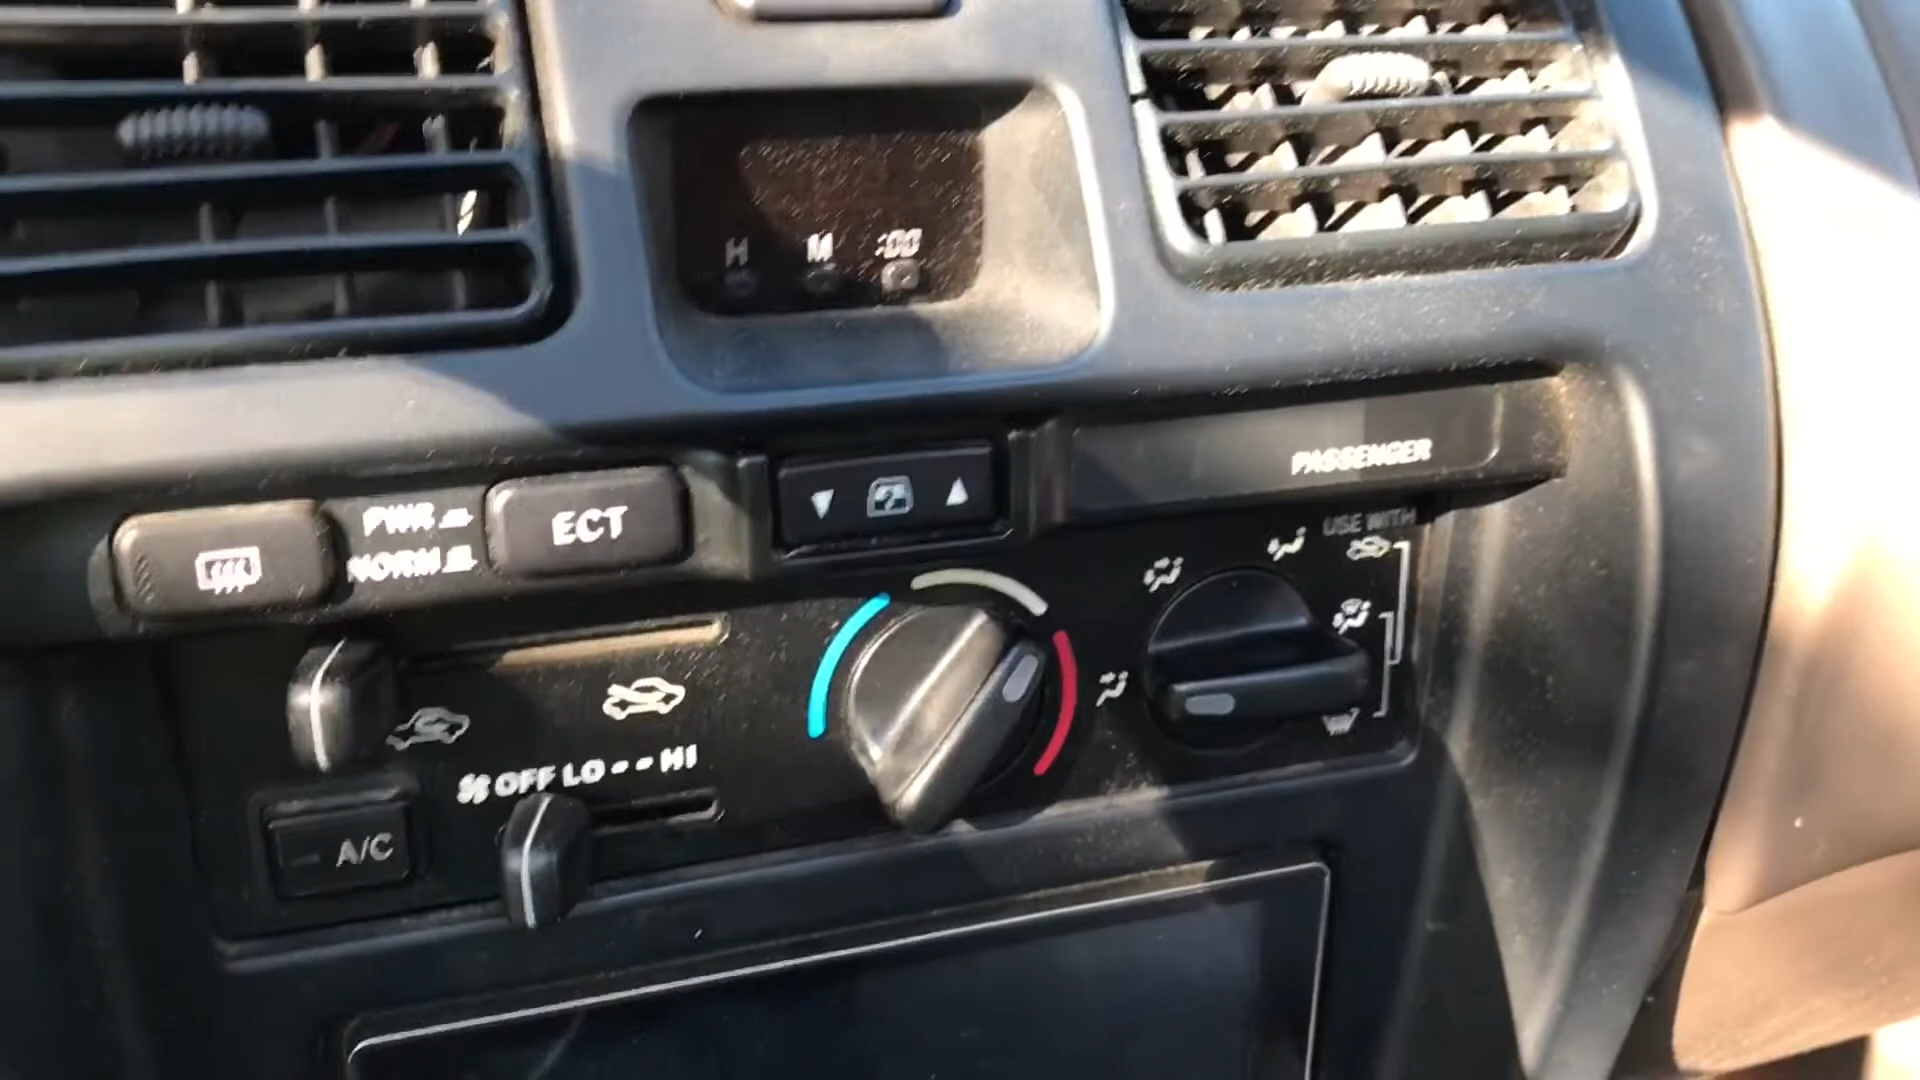 H M :00
PASSENGER
PWR
NORM
ECT
USE WITH
OFF LO -- HI
A/C